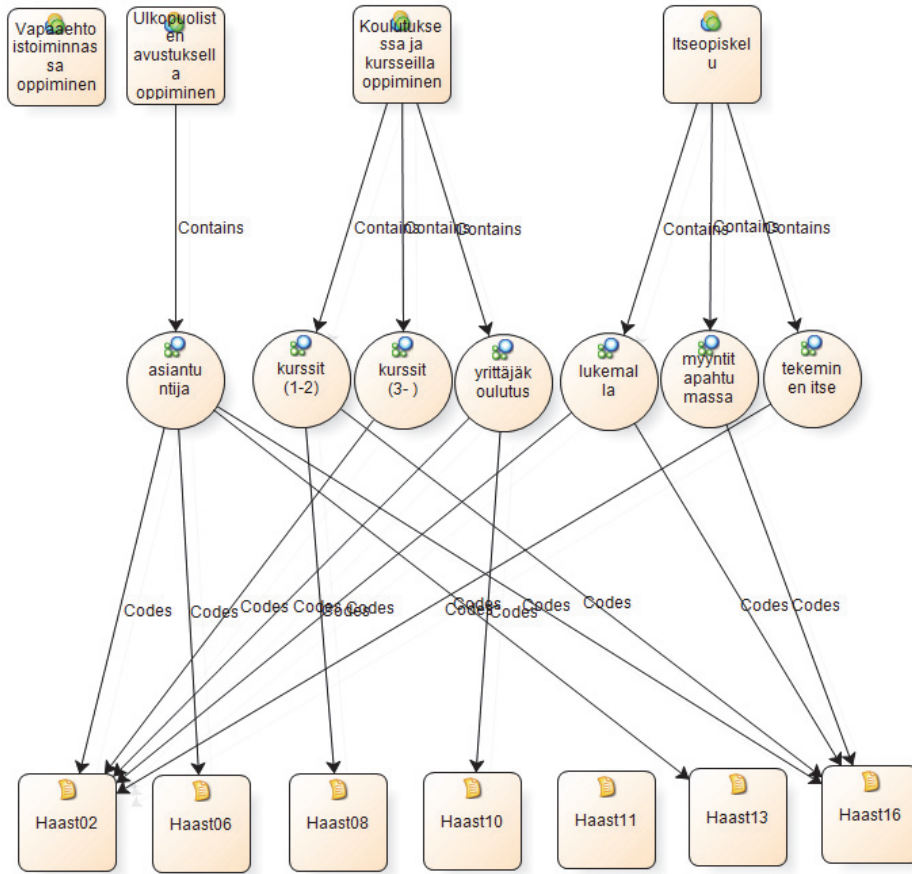 Vapaaehto
istoiminnas
sa
oppiminen
Ulkopuolist
en
avustuksell
a
oppiminen
Koulutukse
ssa ja
kursseilla
oppiminen
Itseopiskel
u
Contains
Contains
Contains
Contains
Contains
Contains
Contains
asiantu
ntija
kurssit
(1-2)
kurssit
(3- )
yrittäjäk
oulutus
lukemal
la
myyntit
apahtu
massa
tekemin
en itse
Codes
Codes
Codes
Codes
Codes
Codes
Codes
Codes
Codes
Codes
Codes
Codes
Codes
Haast02
Haast06
Haast08
Haast10
Haast11
Haast13
Haast16